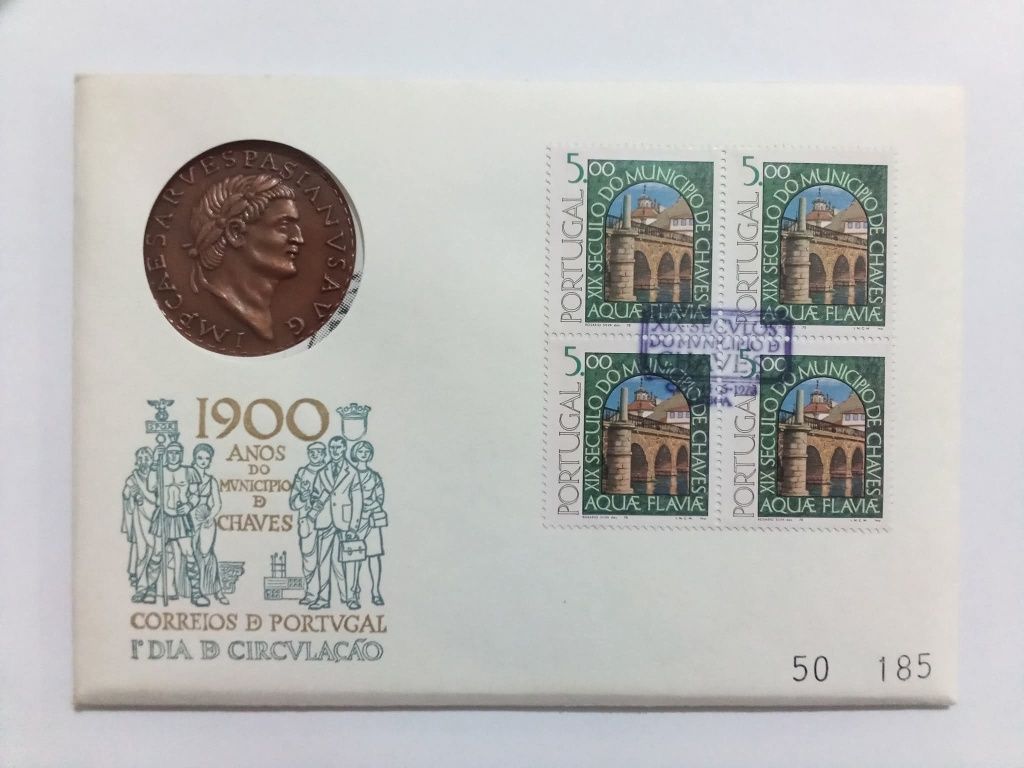 IMP CAESAR VESPASIANVS AVG
S.P.Q.R.
1900
ANOS
DO
MVNICIPIO
D
CHAVES
CORREIOS D PORTVGAL
1º DIA D CIRCVLAÇÃO
5.00
PORTUGAL
XIX SECULO DO MUNICIPIO DE CHAVES
AQUÆ FLAVIÆ
5.00
PORTUGAL
XIX SECULO DO MUNICIPIO DE CHAVES
AQUÆ FLAVIÆ
XIX SECVLOS
DO MVNICIPIO D
CHAVES
5.00
PORTUGAL
XIX SECULO DO MUNICIPIO DE CHAVES
AQUÆ FLAVIÆ
5.00
PORTUGAL
XIX SECULO DO MUNICIPIO DE CHAVES
AQUÆ FLAVIÆ
50 185